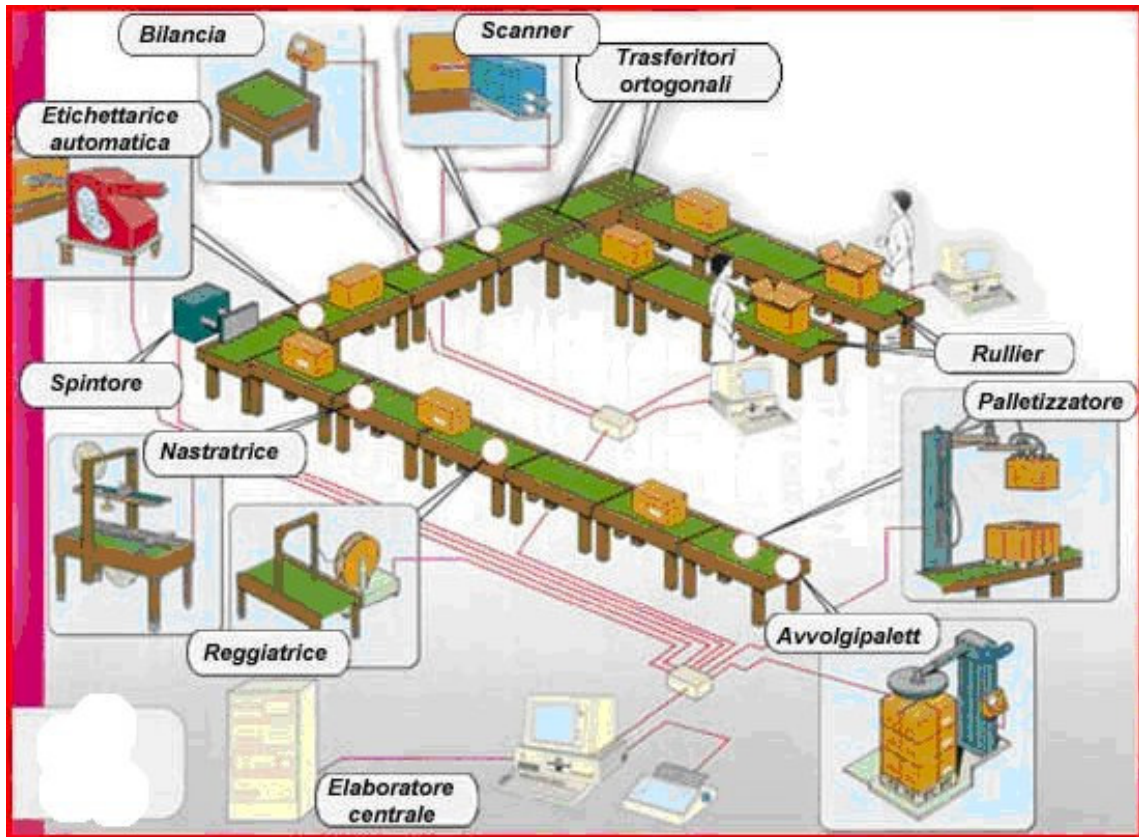 Bilancia
Scanner
Trasferitori
ortogonali
Etichettarice
automatica
Spintore
Rullier
Palletizzatore
Nastratrice
Reggiatrice
Avvolgipalett
Elaboratore
centrale